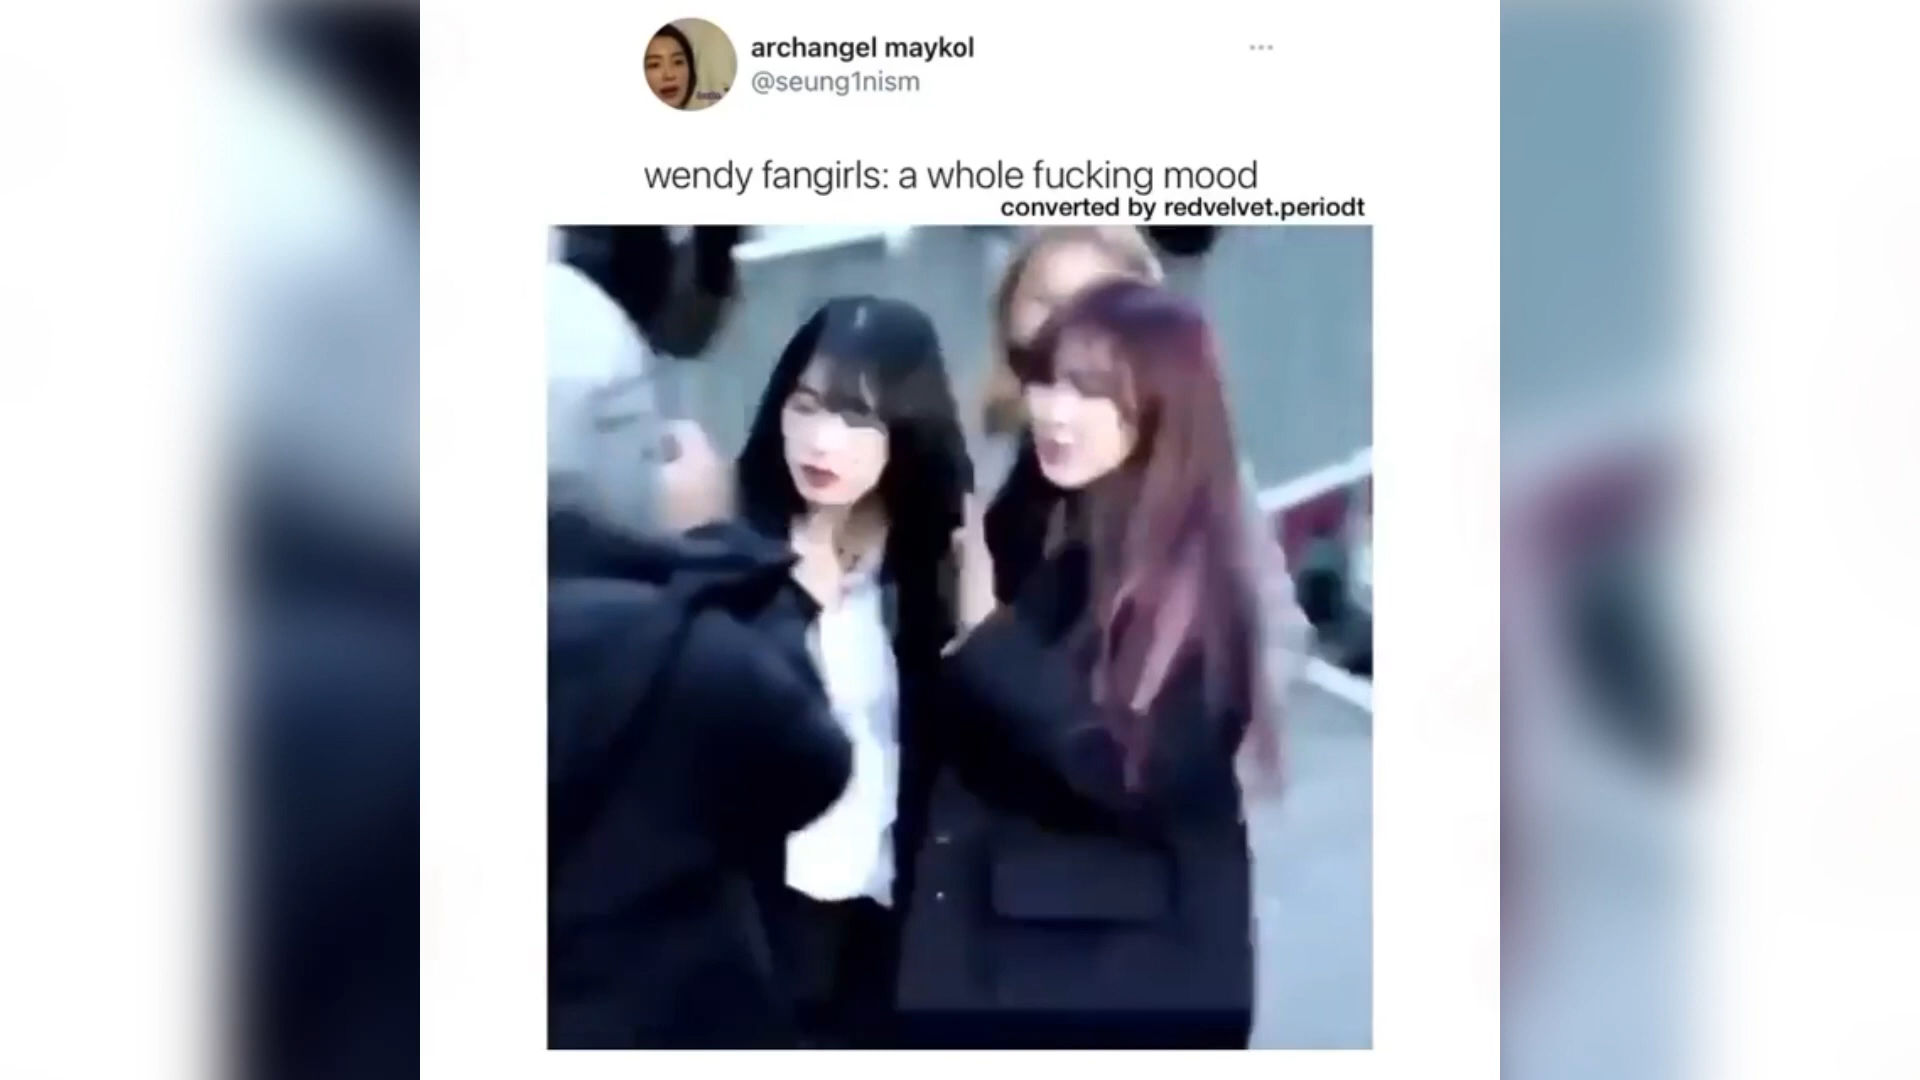 archangel maykol
@seung1nism
wendy fangirls: a whole fucking mood
converted by redvelvet.periodt